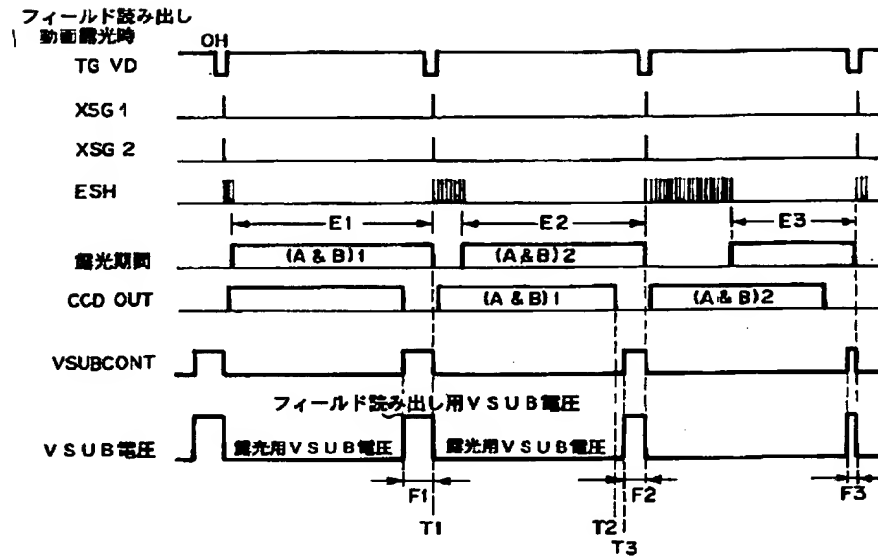 フィールド読み出し
動画露光時
OH
TG VD
XSG 1
XSG 2
ESH
E1
E2
E3
露光期間
(A & B)1
(A&B)2
CCD OUT
(A & B)1
(A & B)2
VSUBCONT
フィールド読み出し用VSUB電圧
VSUB電圧
露光用VSUB電圧
露光用VSUB電圧
F1
F2
F3
T1
T2
T3